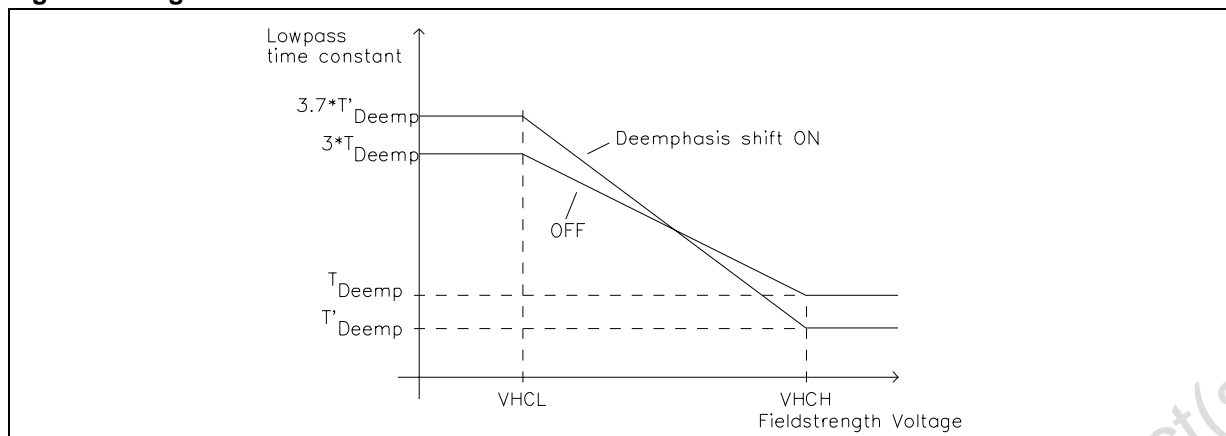 Lowpass
time constant
3.7*T'Deemp
3*TDeemp
Deemphasis shift ON
OFF
TDeemp
T'Deemp
VHCL
VHCH
Fieldstrength Voltage